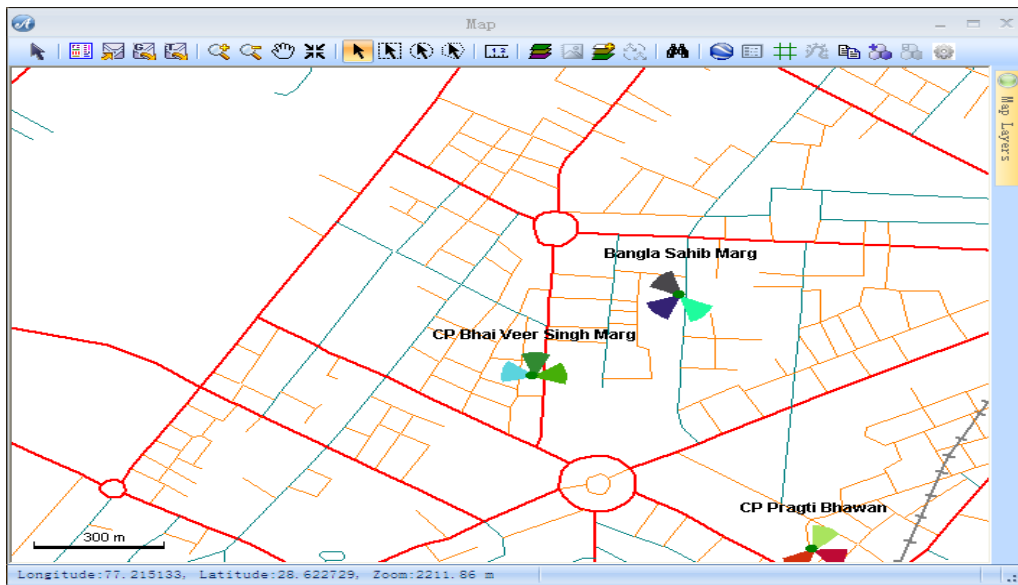 Map
Map Layers
Bangla Sahib Marg
CP Bhai Veer Singh Marg
CP Pragti Bhawan
300 m
Longitude:77.215133, Latitude:28.622729, Zoom:2211.86 m